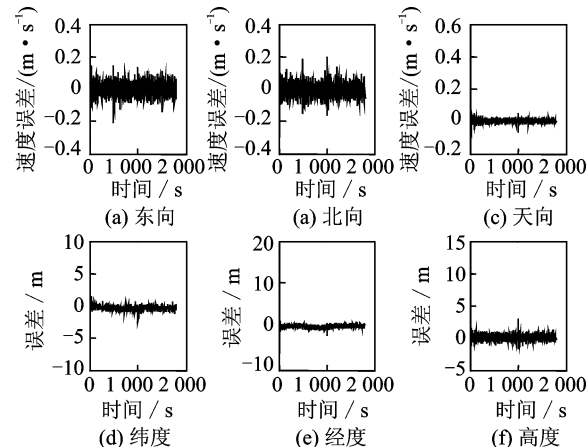 速度误差/(m·s⁻¹)
0.4
0.2
0
−0.2
−0.4
0 1 000 2 000
时间 / s
(a) 东向
速度误差/(m·s⁻¹)
0.4
0.2
0
−0.2
−0.4
0 1 000 2 000
时间 / s
(a) 北向
速度误差/(m·s⁻¹)
0.6
0.4
0.2
0
−0.2
0 1 000 2 000
时间 / s
(c) 天向
误差 / m
10
5
0
−5
−10
0 1 000 2 000
时间 / s
(d) 纬度
误差 / m
20
10
0
−10
0 1 000 2 000
时间 / s
(e) 经度
误差 / m
15
10
5
0
−5
0 1 000 2 000
时间 / s
(f) 高度